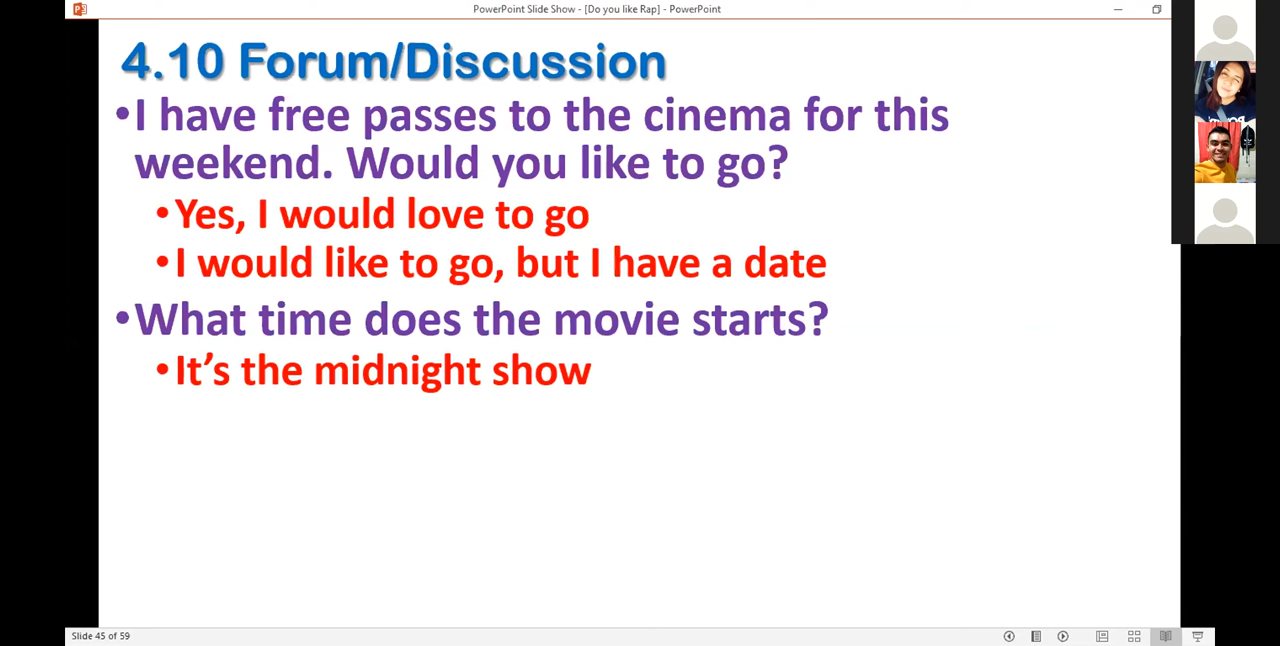 PowerPoint Slide Show - [Do you like Rap] - PowerPoint
4.10 Forum/Discussion
•I have free passes to the cinema for this
weekend. Would you like to go?
•Yes, I would love to go
•I would like to go, but I have a date
•What time does the movie starts?
•It’s the midnight show
Slide 45 of 59